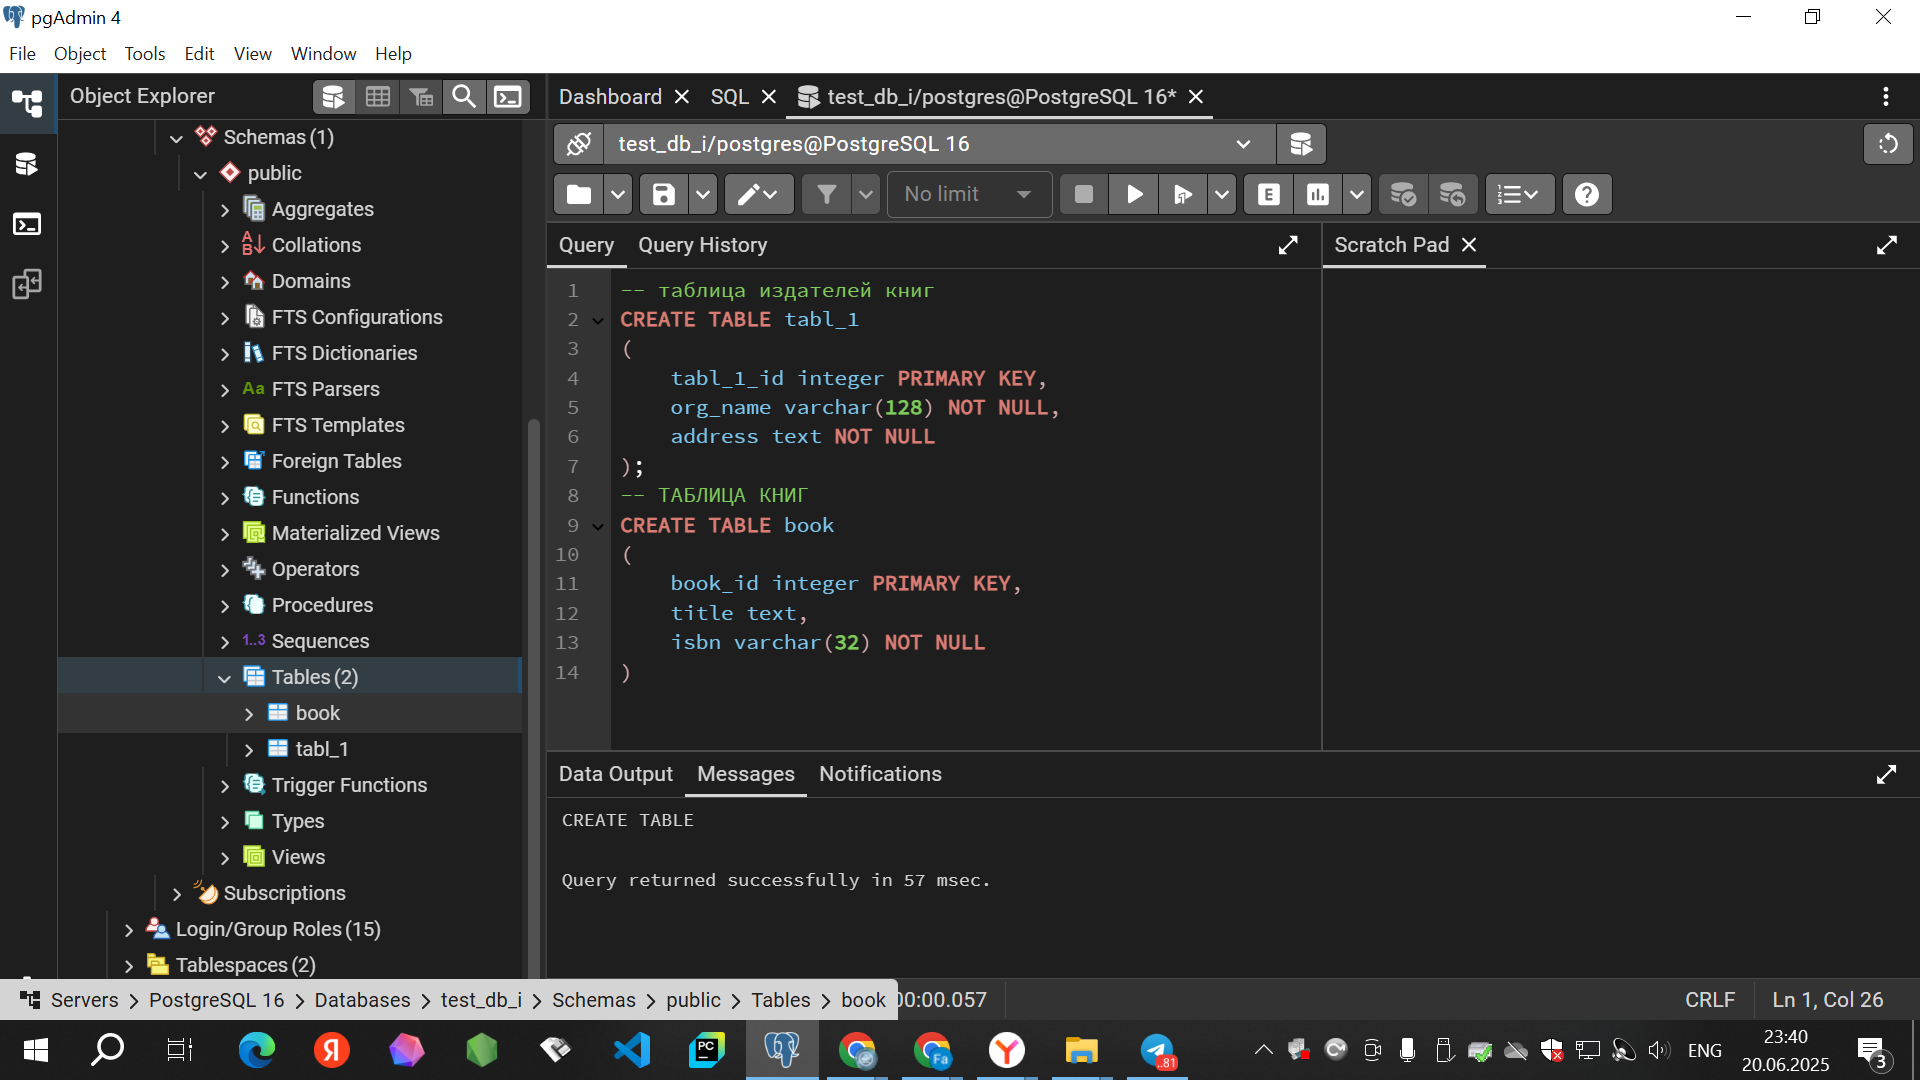 pgAdmin 4
File Object Tools Edit View Window Help
Object Explorer
Dashboard SQL test_db_i/postgres@PostgreSQL 16*
Schemas (1)
public
Aggregates
Collations
Domains
FTS Configurations
FTS Dictionaries
Aa FTS Parsers
FTS Templates
Foreign Tables
Functions
Materialized Views
Operators
Procedures
1..3 Sequences
Tables (2)
book
tabl_1
Trigger Functions
Types
Views
Subscriptions
Login/Group Roles (15)
Tablespaces (2)
test_db_i/postgres@PostgreSQL 16
No limit
E
Query Query History
Scratch Pad
1 -- таблица издателей книг
2 CREATE TABLE tabl_1
3 (
4 tabl_1_id integer PRIMARY KEY,
5 org_name varchar(128) NOT NULL,
6 address text NOT NULL
7 );
8 -- ТАБЛИЦА КНИГ
9 CREATE TABLE book
10 (
11 book_id integer PRIMARY KEY,
12 title text,
13 isbn varchar(32) NOT NULL
14 )
Data Output Messages Notifications
CREATE TABLE
Query returned successfully in 57 msec.
Servers > PostgreSQL 16 > Databases > test_db_i > Schemas > public > Tables > book
00:00.057
CRLF Ln 1, Col 26
Я
PC
Fa
..81
ENG
23:40
20.06.2025
3